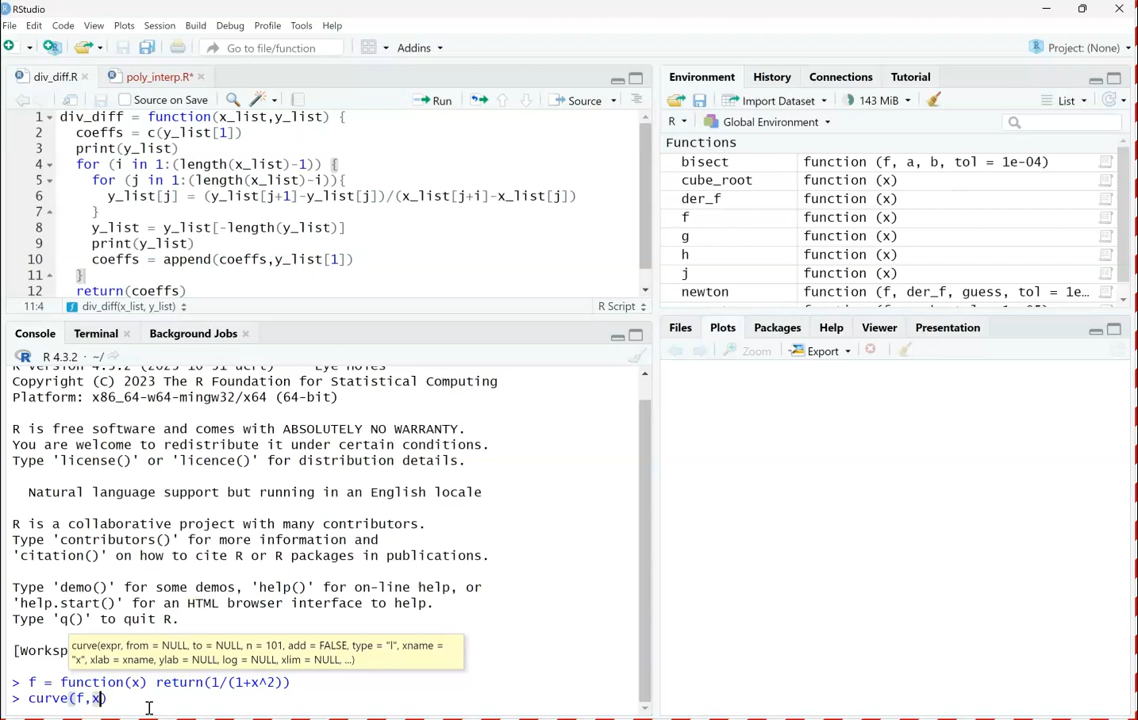 RStudio
File Edit Code View Plots Session Build Debug Profile Tools Help
Go to file/function Addins Project: (None)
div_diff.R poly_interp.R*
Source on Save Run Source
1 div_diff = function(x_list,y_list) {
2 coeffs = c(y_list[1])
3 print(y_list)
4 for (i in 1:(length(x_list)-1)) {
5 for (j in 1:(length(x_list)-i)){
6 y_list[j] = (y_list[j+1]-y_list[j])/(x_list[j+i]-x_list[j])
7 }
8 y_list = y_list[-length(y_list)]
9 print(y_list)
10 coeffs = append(coeffs,y_list[1])
11 }
12 return(coeffs)
11:4 div_diff(x_list, y_list) R Script
Console Terminal Background Jobs
R 4.3.2 · ~/
Copyright (C) 2023 The R Foundation for Statistical Computing
Platform: x86_64-w64-mingw32/x64 (64-bit)
R is free software and comes with ABSOLUTELY NO WARRANTY.
You are welcome to redistribute it under certain conditions.
Type 'license()' or 'licence()' for distribution details.
Natural language support but running in an English locale
R is a collaborative project with many contributors.
Type 'contributors()' for more information and
'citation()' on how to cite R or R packages in publications.
Type 'demo()' for some demos, 'help()' for on-line help, or
'help.start()' for an HTML browser interface to help.
Type 'q()' to quit R.
[Worksp
curve(expr, from = NULL, to = NULL, n = 101, add = FALSE, type = "l", xname =
"x", xlab = xname, ylab = NULL, log = NULL, xlim = NULL, ...)
> f = function(x) return(1/(1+x^2))
> curve(f,x)
Environment History Connections Tutorial
Import Dataset 143 MiB List
R Global Environment
Functions
bisect function (f, a, b, tol = 1e-04)
cube_root function (x)
der_f function (x)
f function (x)
g function (x)
h function (x)
j function (x)
newton function (f, der_f, guess, tol = 1e…
Files Plots Packages Help Viewer Presentation
Zoom Export